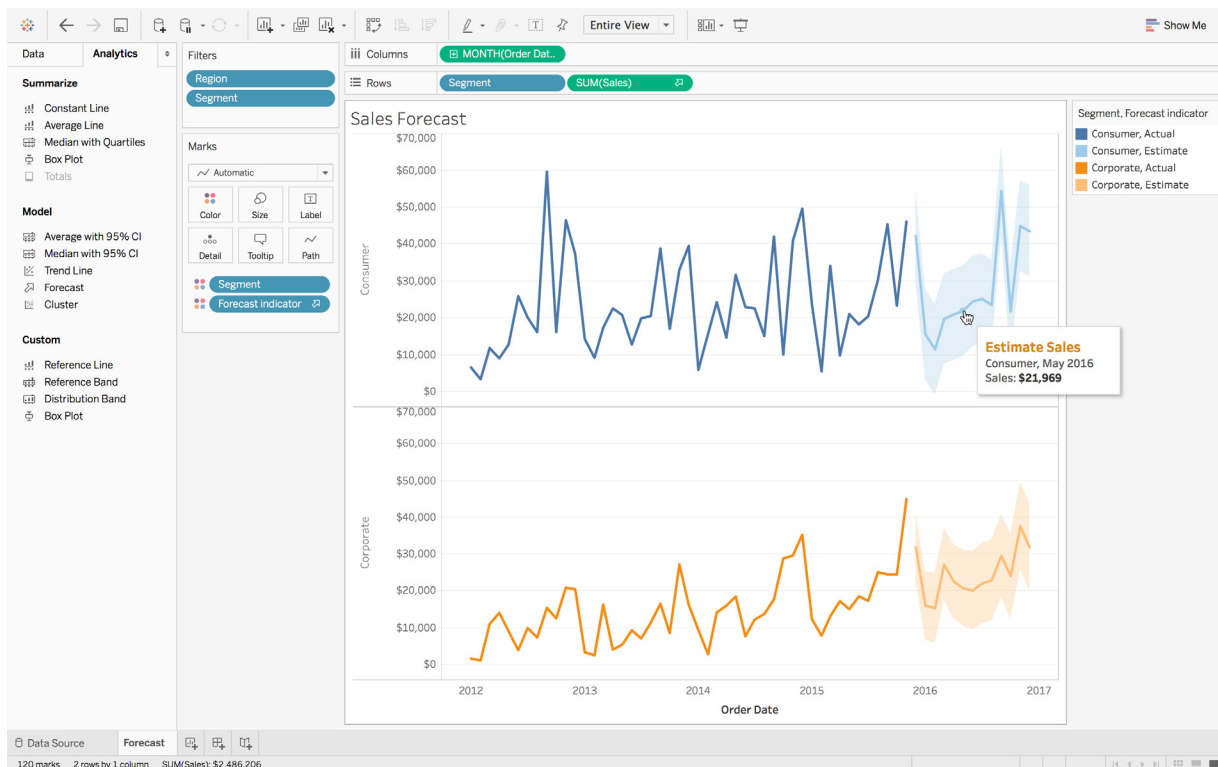 Entire View
Show Me
Data
Analytics
Summarize
Constant Line
Average Line
Median with Quartiles
Box Plot
Totals
Model
Average with 95% CI
Median with 95% CI
Trend Line
Forecast
Cluster
Custom
Reference Line
Reference Band
Distribution Band
Box Plot
Filters
Region
Segment
Marks
Automatic
Color
Size
Label
Detail
Tooltip
Path
Segment
Forecast indicator
Columns
MONTH(Order Dat..
Rows
Segment
SUM(Sales)
Sales Forecast
Consumer
$70,000
$60,000
$50,000
$40,000
$30,000
$20,000
$10,000
$0
Estimate Sales
Consumer, May 2016
Sales: $21,969
Corporate
$70,000
$60,000
$50,000
$40,000
$30,000
$20,000
$10,000
$0
2012
2013
2014
2015
2016
2017
Order Date
Segment, Forecast indicator
Consumer, Actual
Consumer, Estimate
Corporate, Actual
Corporate, Estimate
Data Source
Forecast
120 marks
2 rows by 1 column
SUM(Sales): $2,486,206